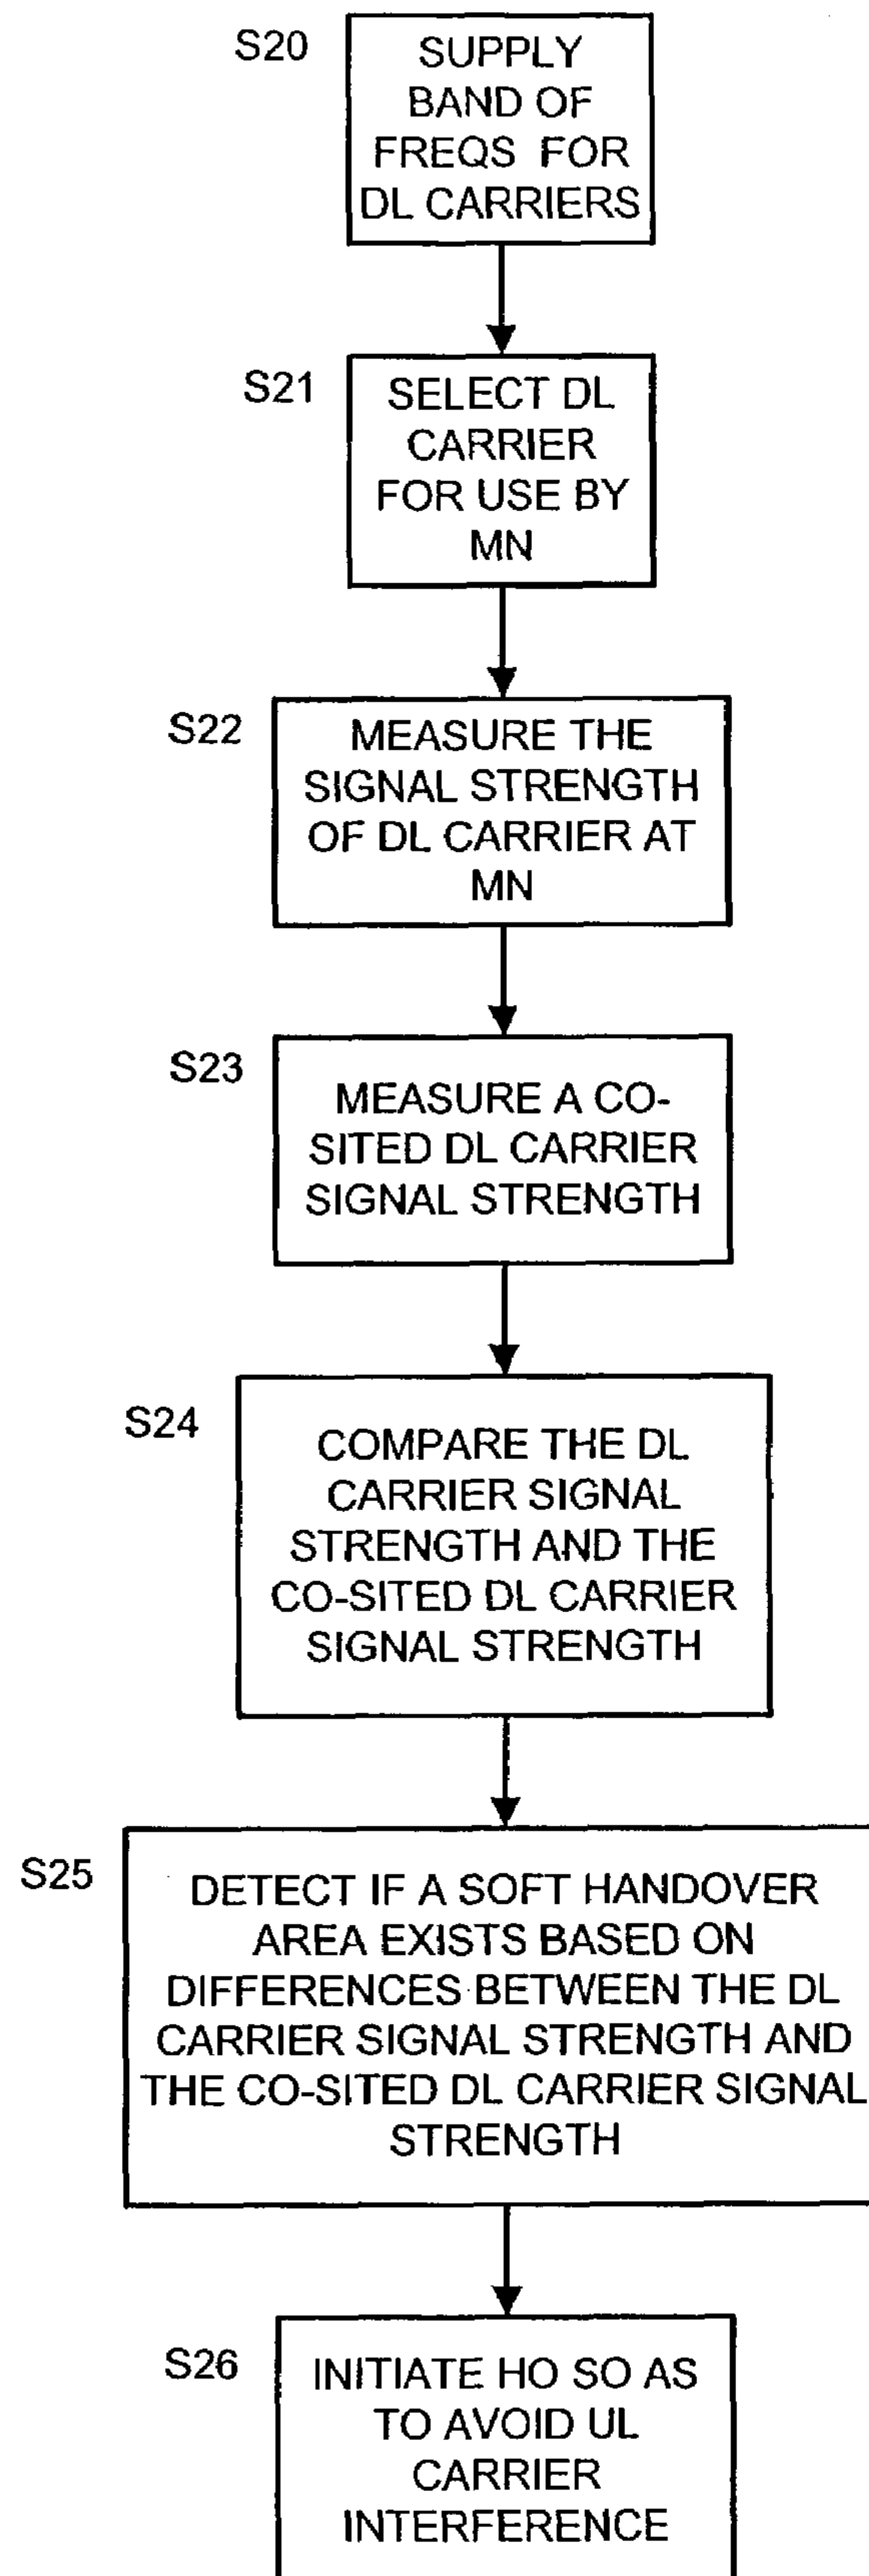 S20
SUPPLY
BAND OF
FREQS FOR
DL CARRIERS
S21
SELECT DL
CARRIER
FOR USE BY
MN
S22
MEASURE THE
SIGNAL STRENGTH
OF DL CARRIER AT
MN
S23
MEASURE A CO-
SITED DL CARRIER
SIGNAL STRENGTH
S24
COMPARE THE DL
CARRIER SIGNAL
STRENGTH AND THE
CO-SITED DL CARRIER
SIGNAL STRENGTH
S25
DETECT IF A SOFT HANDOVER
AREA EXISTS BASED ON
DIFFERENCES BETWEEN THE DL
CARRIER SIGNAL STRENGTH AND
THE CO-SITED DL CARRIER SIGNAL
STRENGTH
S26
INITIATE HO SO AS
TO AVOID UL
CARRIER
INTERFERENCE